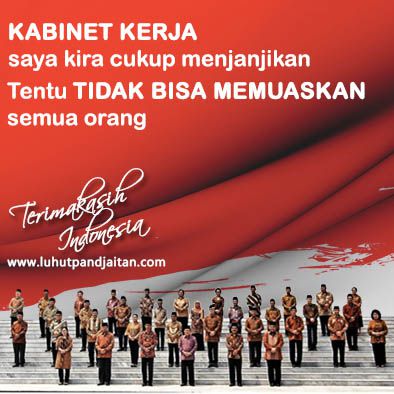 KABINET KERJA
saya kira cukup menjanjikan
Tentu TIDAK BISA MEMUASKAN
semua orang
Terimakasih
Indonesia
www.luhutpandjaitan.com